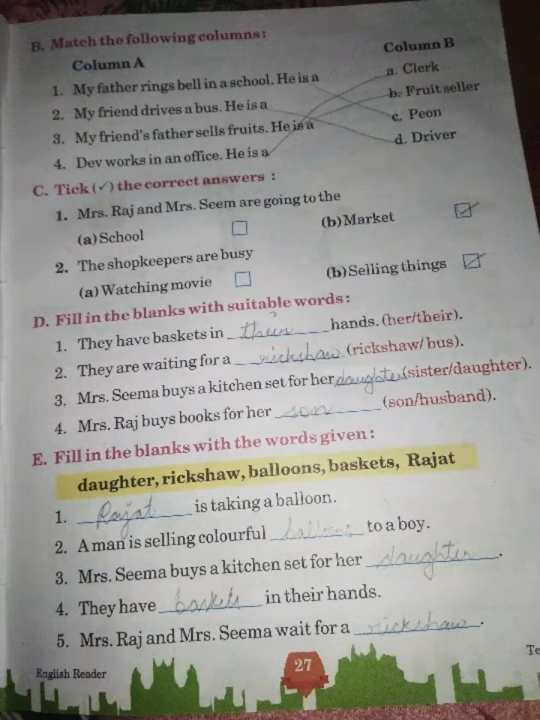 B. Match the following columns:
Column A Column B
1. My father rings bell in a school. He is a a. Clerk
2. My friend drives a bus. He is a b. Fruit seller
3. My friend's father sells fruits. He is a c. Peon
4. Dev works in an office. He is a d. Driver
C. Tick (✓) the correct answers :
1. Mrs. Raj and Mrs. Seem are going to the
(a) School (b) Market
2. The shopkeepers are busy
(a) Watching movie (b) Selling things
D. Fill in the blanks with suitable words:
1. They have baskets in their hands. (her/their).
2. They are waiting for a rickshaw (rickshaw/ bus).
3. Mrs. Seema buys a kitchen set for her daughter (sister/daughter).
4. Mrs. Raj buys books for her son (son/husband).
E. Fill in the blanks with the words given :
daughter, rickshaw, balloons, baskets, Rajat
1. Rajat is taking a balloon.
2. A man is selling colourful balloons to a boy.
3. Mrs. Seema buys a kitchen set for her daughter.
4. They have baskets in their hands.
5. Mrs. Raj and Mrs. Seema wait for a rickshaw.
English Reader 27 Te